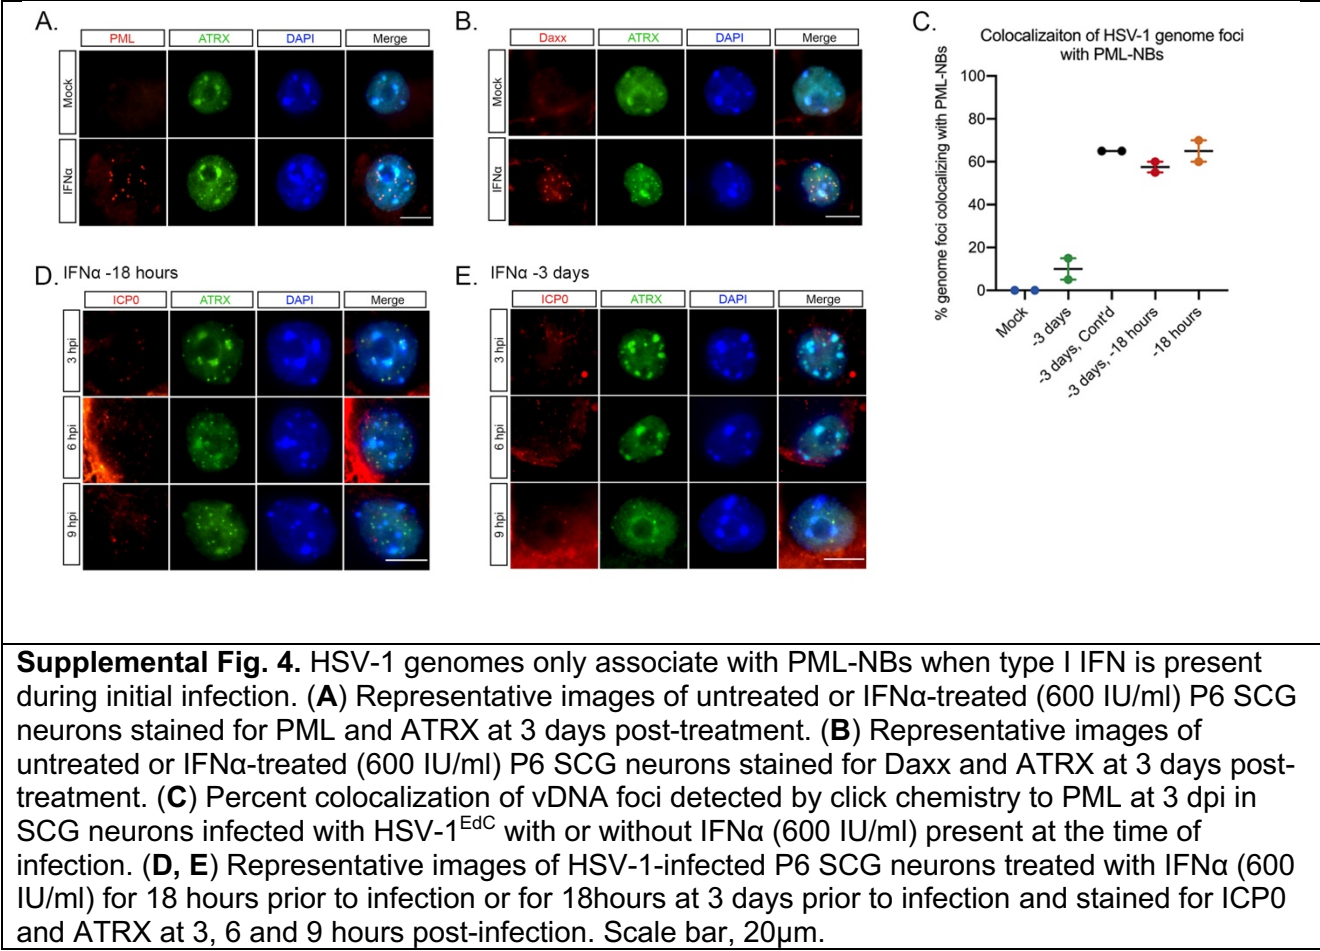 A.
PML ATRX DAPI Merge
Mock
IFNα
B.
Daxx ATRX DAPI Merge
Mock
IFNα
C.
Colocalizaiton of HSV-1 genome foci
with PML-NBs
% genome foci colocalizing with PML-NBs
100
80
60
40
20
0
Mock
-3 days
-3 days, Cont'd
-3 days, -18 hours
-18 hours
D. IFNα -18 hours
ICP0 ATRX DAPI Merge
3 hpi
6 hpi
9 hpi
E. IFNα -3 days
ICP0 ATRX DAPI Merge
3 hpi
6 hpi
9 hpi
Supplemental Fig. 4. HSV-1 genomes only associate with PML-NBs when type I IFN is present
during initial infection. (A) Representative images of untreated or IFNα-treated (600 IU/ml) P6 SCG
neurons stained for PML and ATRX at 3 days post-treatment. (B) Representative images of
untreated or IFNα-treated (600 IU/ml) P6 SCG neurons stained for Daxx and ATRX at 3 days post-
treatment. (C) Percent colocalization of vDNA foci detected by click chemistry to PML at 3 dpi in
SCG neurons infected with HSV-1EdC with or without IFNα (600 IU/ml) present at the time of
infection. (D, E) Representative images of HSV-1-infected P6 SCG neurons treated with IFNα (600
IU/ml) for 18 hours prior to infection or for 18hours at 3 days prior to infection and stained for ICP0
and ATRX at 3, 6 and 9 hours post-infection. Scale bar, 20µm.